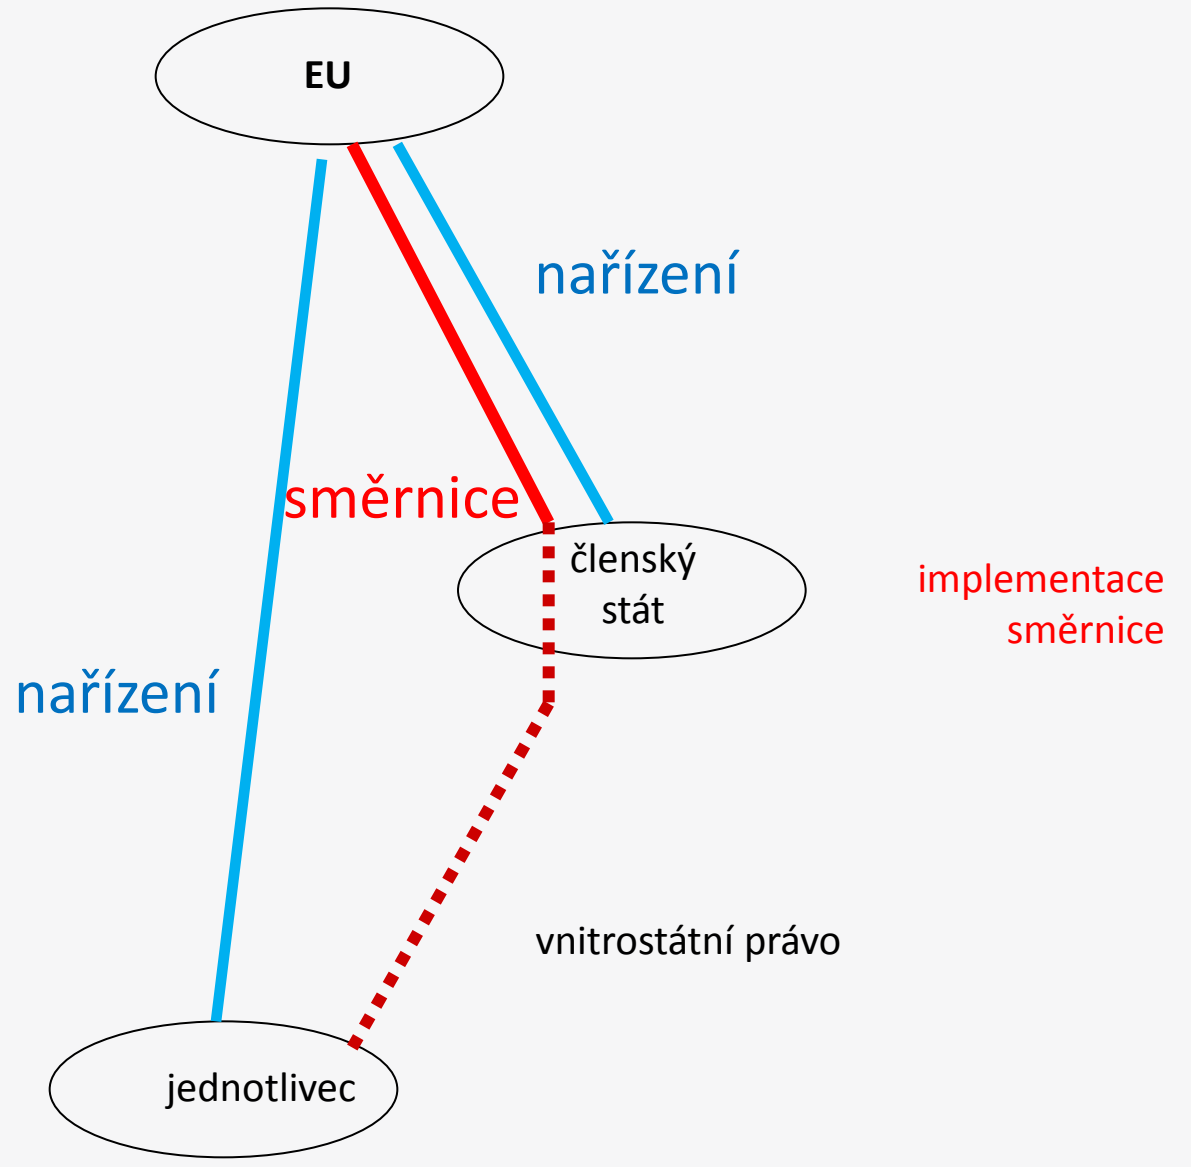 EU
nařízení
směrnice
členský
stát
implementace
směrnice
nařízení
vnitrostátní právo
jednotlivec